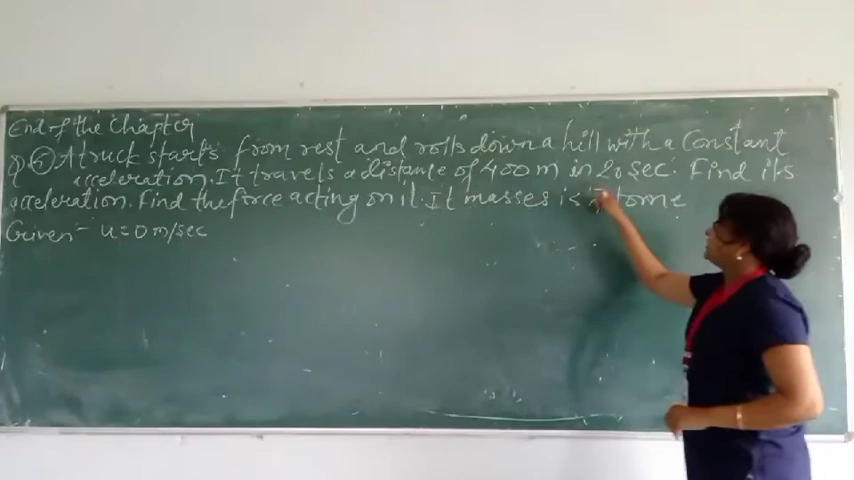 End of the Chapter
Q 5 A truck starts from rest and rolls down a hill with a Constant
acceleration. It travels a distance of 400 m in 20 sec. Find its
acceleration. Find the force acting on it. It masses is tonne
Given - u = 0 m/sec